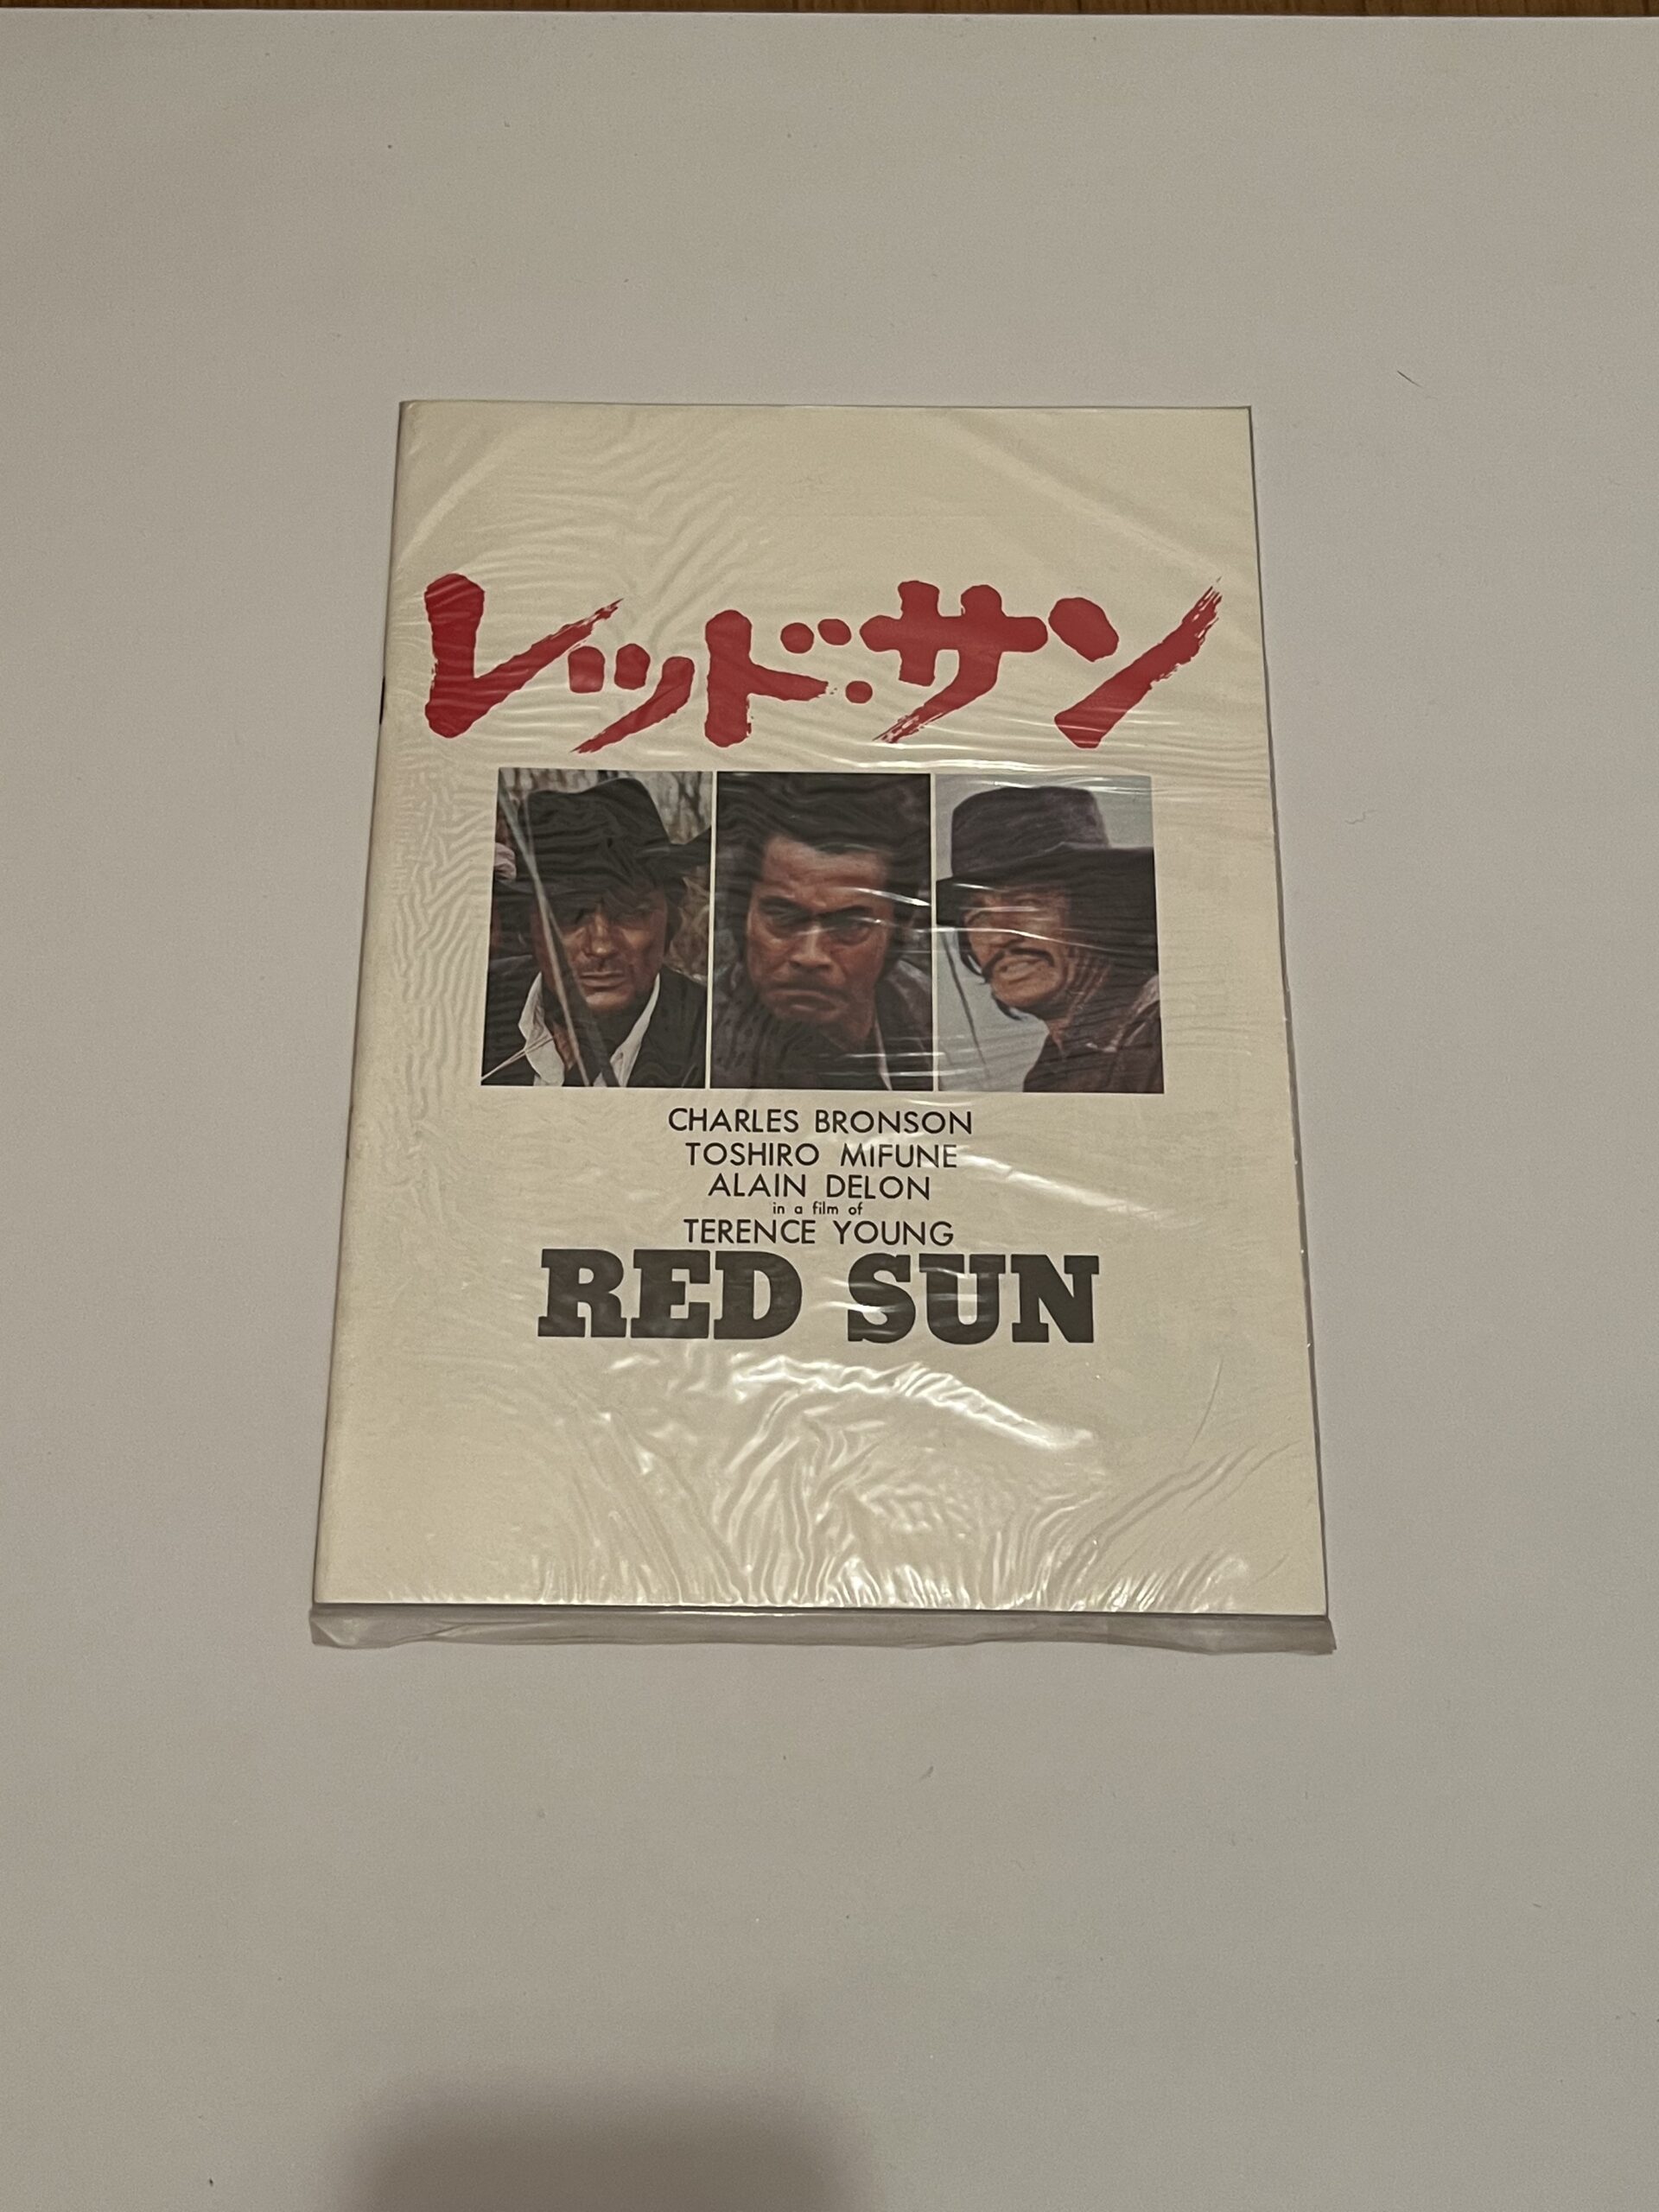 レッド・サン
CHARLES BRONSON
TOSHIRO MIFUNE
ALAIN DELON
in a film of
TERENCE YOUNG
RED SUN